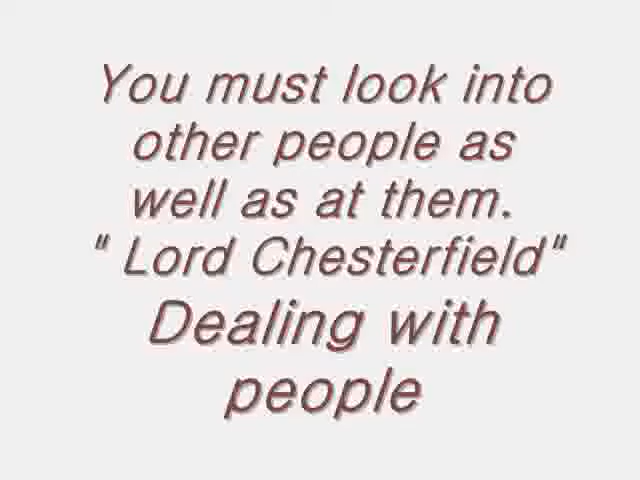 You must look into
other people as
well as at them.
" Lord Chesterfield"
Dealing with
people